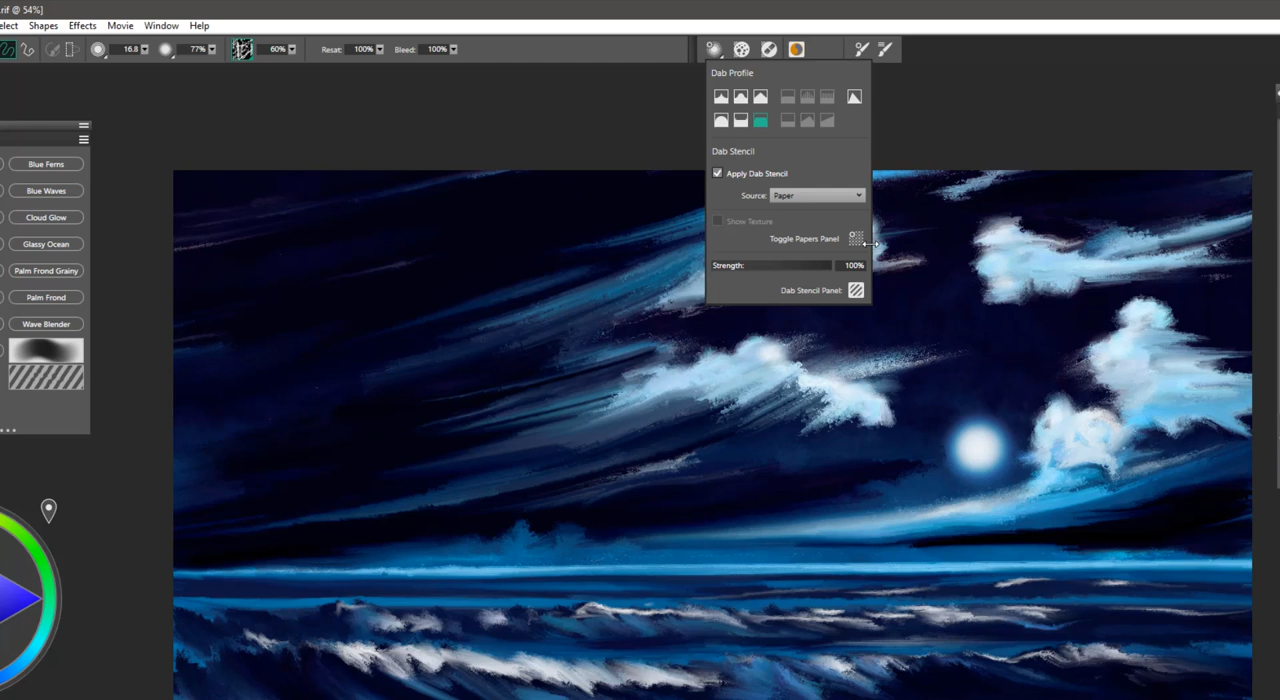 .rif @ 54%]
elect Shapes Effects Movie Window Help
16.8 77% 60% Resat: 100% Bleed: 100%
Dab Profile
Dab Stencil
Apply Dab Stencil
Source: Paper
Show Texture
Toggle Papers Panel
Strength: 100%
Dab Stencil Panel:
Blue Ferns
Blue Waves
Cloud Glow
Glassy Ocean
Palm Frond Grainy
Palm Frond
Wave Blender